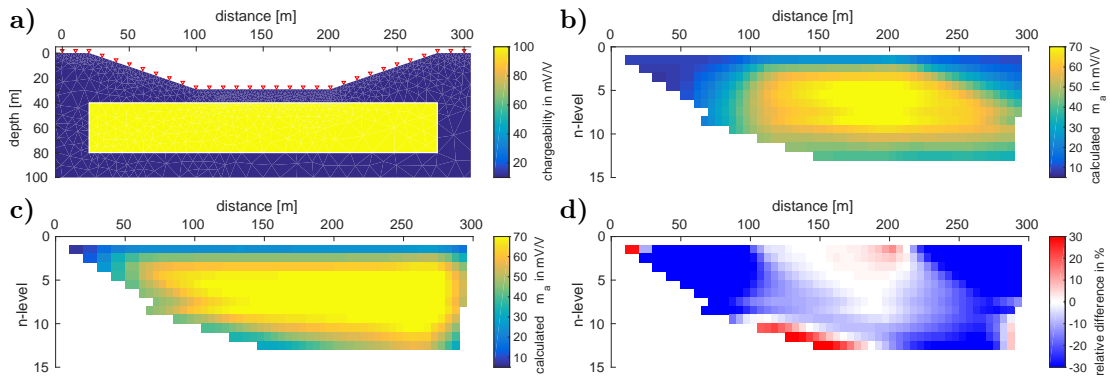 a)
distance [m]
0 50 100 150 200 250 300
depth [m]
0
20
40
60
80
100
chargeability in mV/V
100
80
60
40
20
b)
distance [m]
0 50 100 150 200 250 300
n-level
0
5
10
15
calculated m a in mV/V
70
60
50
40
30
20
10
c)
distance [m]
0 50 100 150 200 250 300
n-level
0
5
10
15
calculated m a in mV/V
70
60
50
40
30
20
10
d)
distance [m]
0 50 100 150 200 250 300
n-level
0
5
10
15
relative difference in %
30
20
10
0
-10
-20
-30